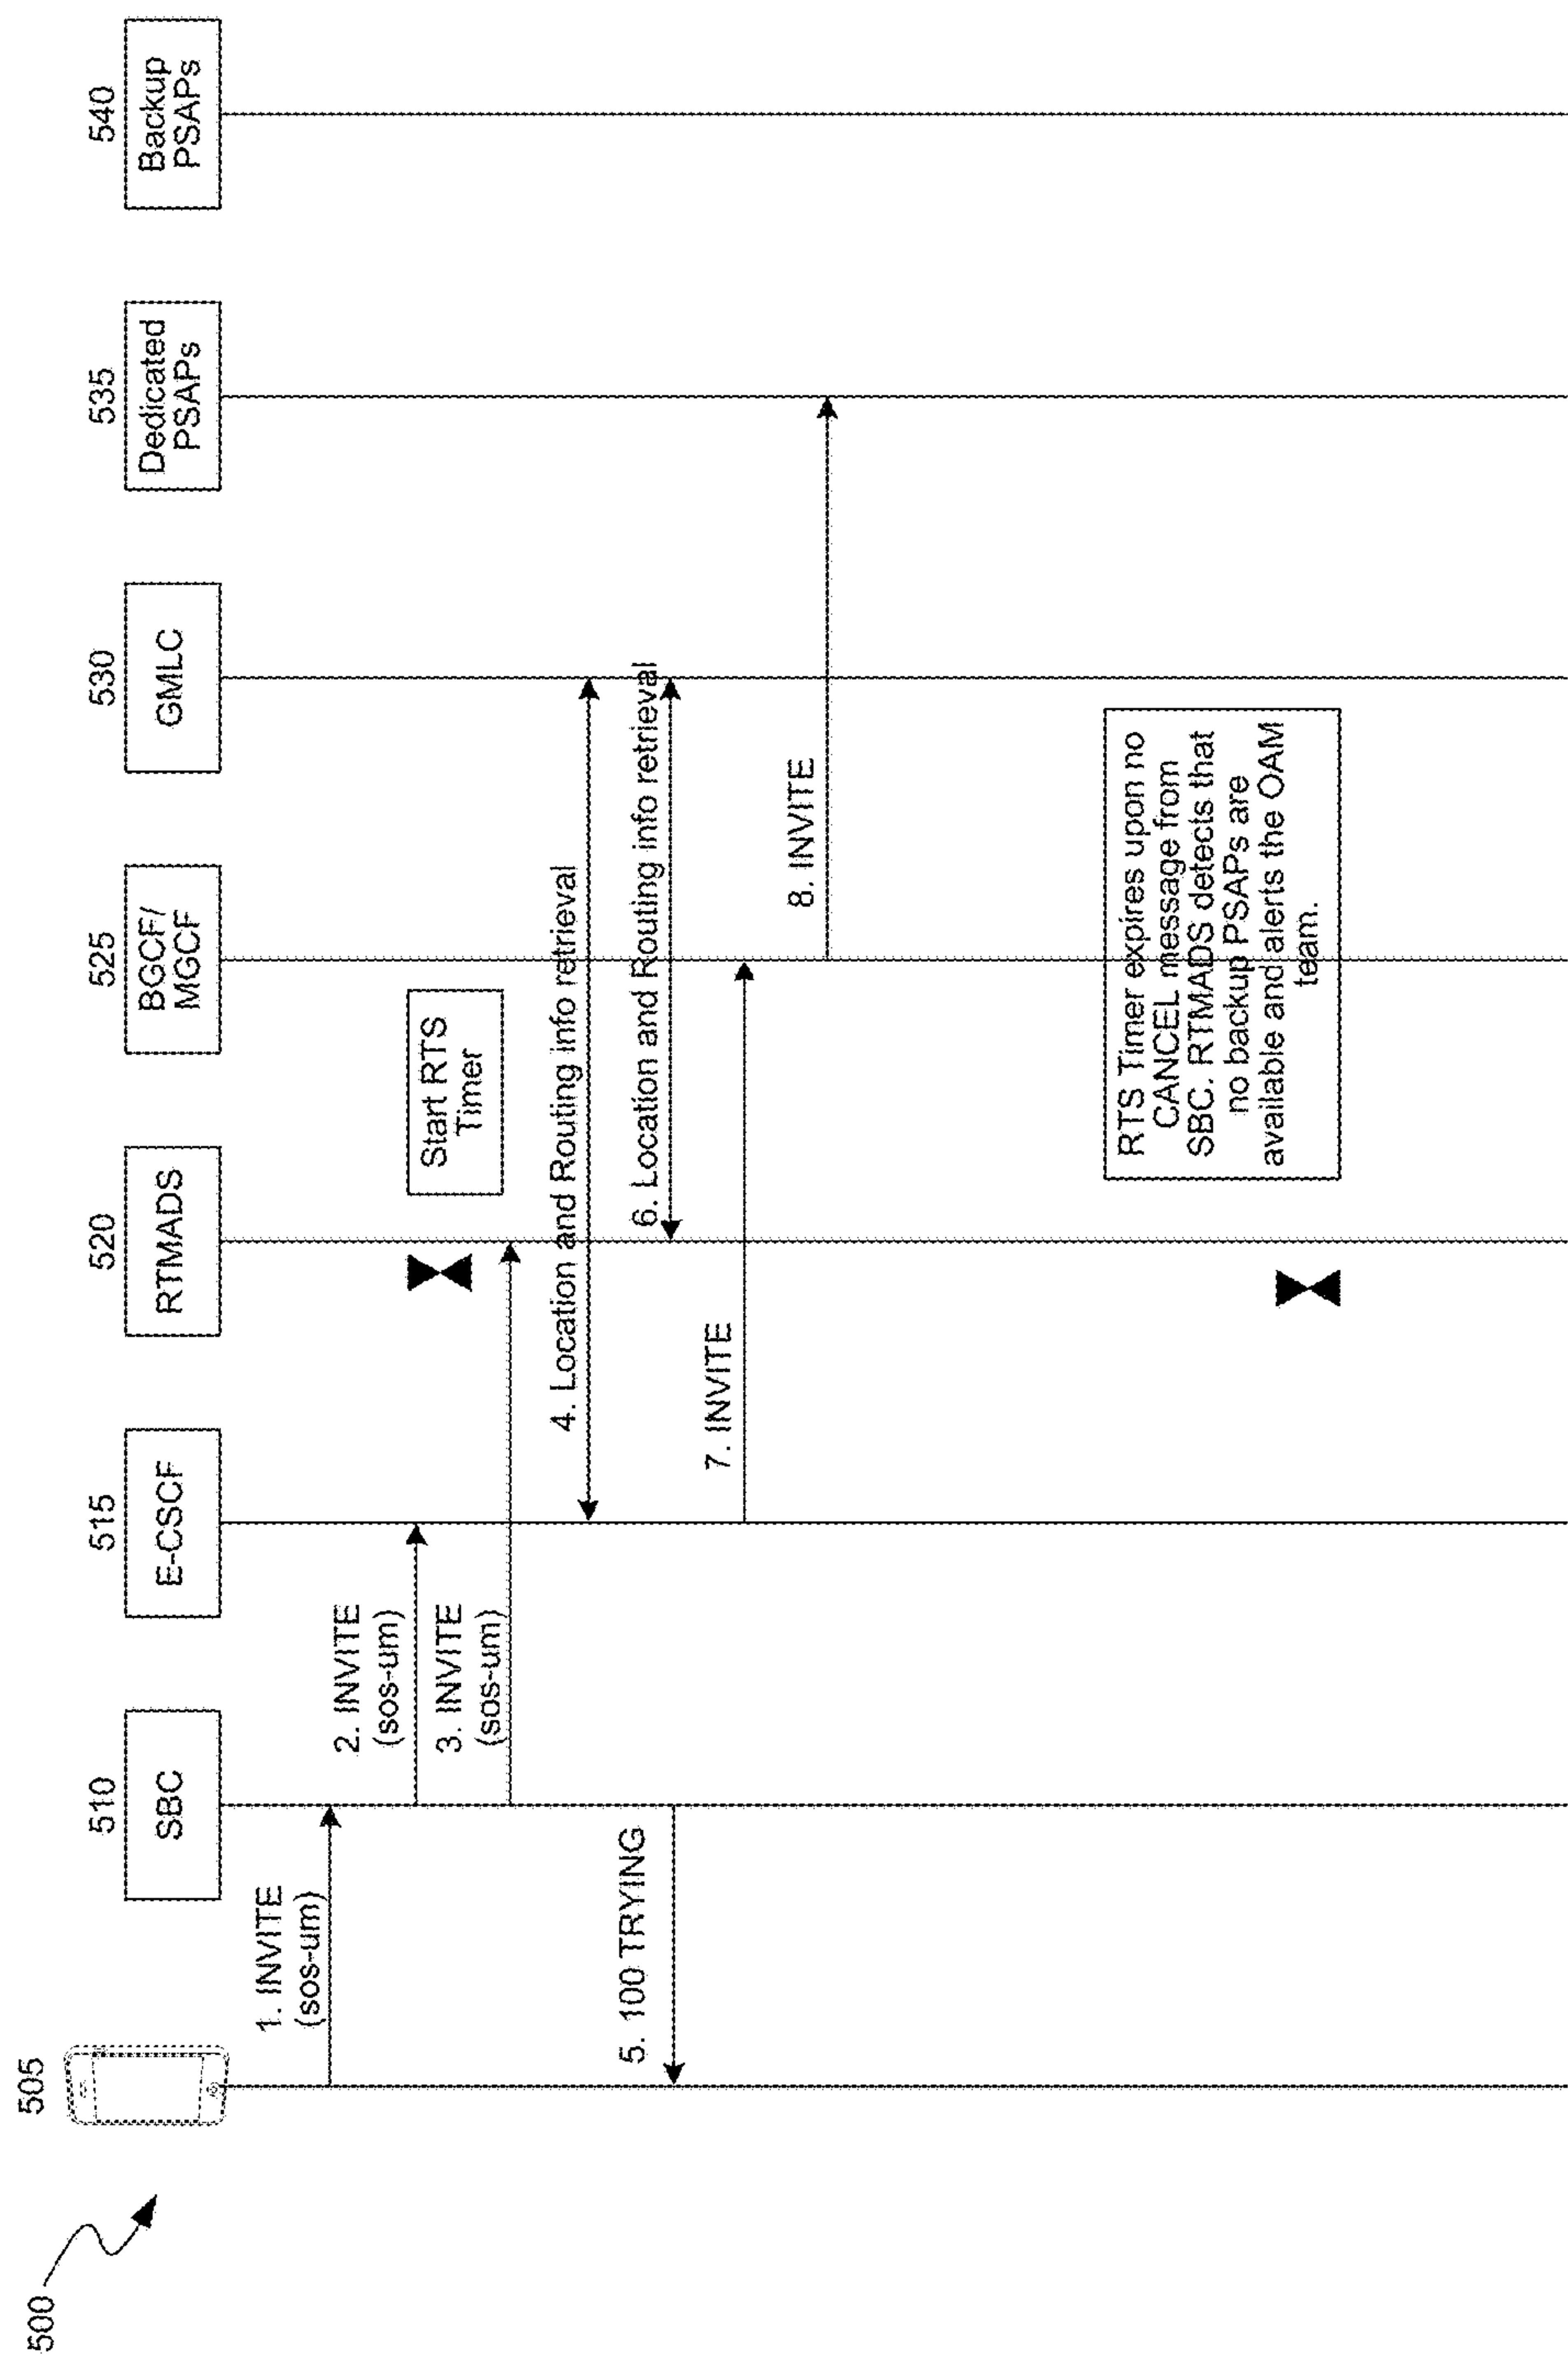 500
505
510
515
520
525
530
535
540
SBC
E-CSCF
RTMADS
BGCF/
MGCF
GMLC
Dedicated
PSAPs
Backup
PSAPs
1. INVITE
(sos-um)
2. INVITE
(sos-um)
3. INVITE
(sos-um)
Start RTS
Timer
4. Location and Routing info retrieval
5. 100 TRYING
6. Location and Routing info retrieval
7. INVITE
8. INVITE
RTS Timer expires upon no
CANCEL message from
SBC. RTMADS detects that
no backup PSAPs are
available and alerts the OAM
team.